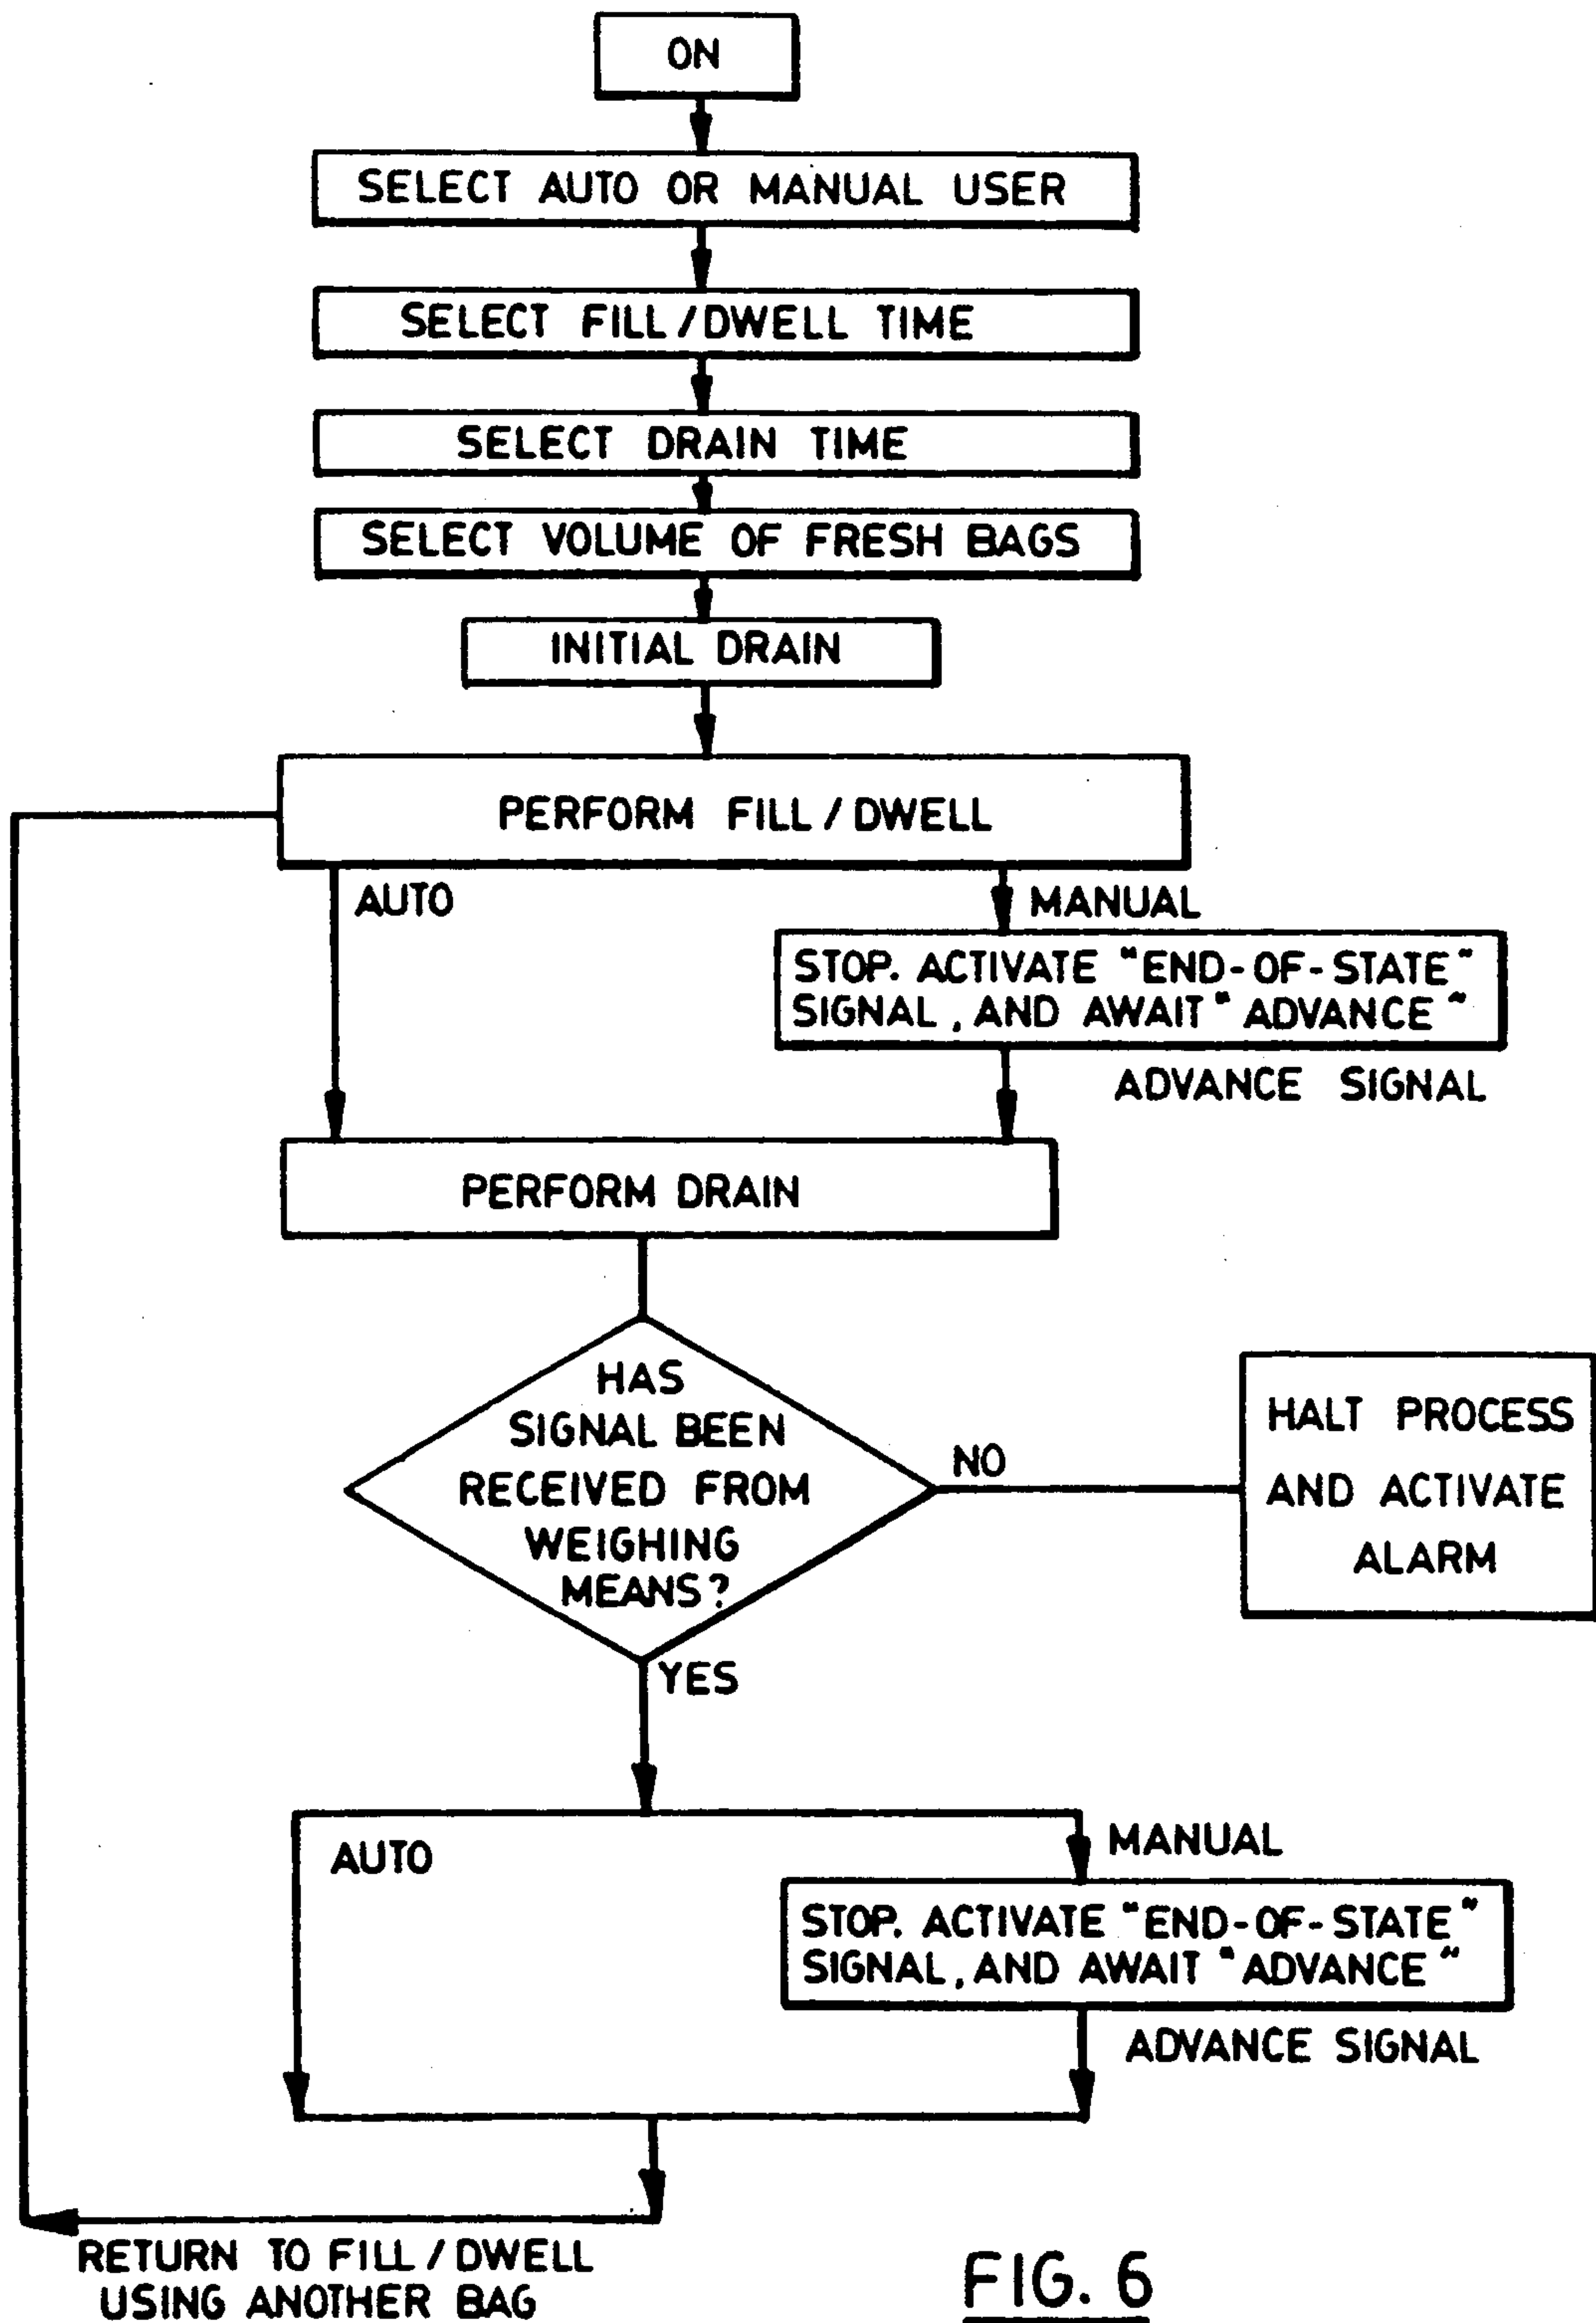 ON
SELECT AUTO OR MANUAL USER
SELECT FILL/DWELL TIME
SELECT DRAIN TIME
SELECT VOLUME OF FRESH BAGS
INITIAL DRAIN
PERFORM FILL/DWELL
AUTO
MANUAL
STOP. ACTIVATE "END-OF-STATE"
SIGNAL, AND AWAIT "ADVANCE"
ADVANCE SIGNAL
PERFORM DRAIN
HAS
SIGNAL BEEN
RECEIVED FROM
WEIGHING
MEANS?
NO
HALT PROCESS
AND ACTIVATE
ALARM
YES
AUTO
MANUAL
STOP. ACTIVATE "END-OF-STATE"
SIGNAL, AND AWAIT "ADVANCE"
ADVANCE SIGNAL
RETURN TO FILL/DWELL
USING ANOTHER BAG
FIG. 6